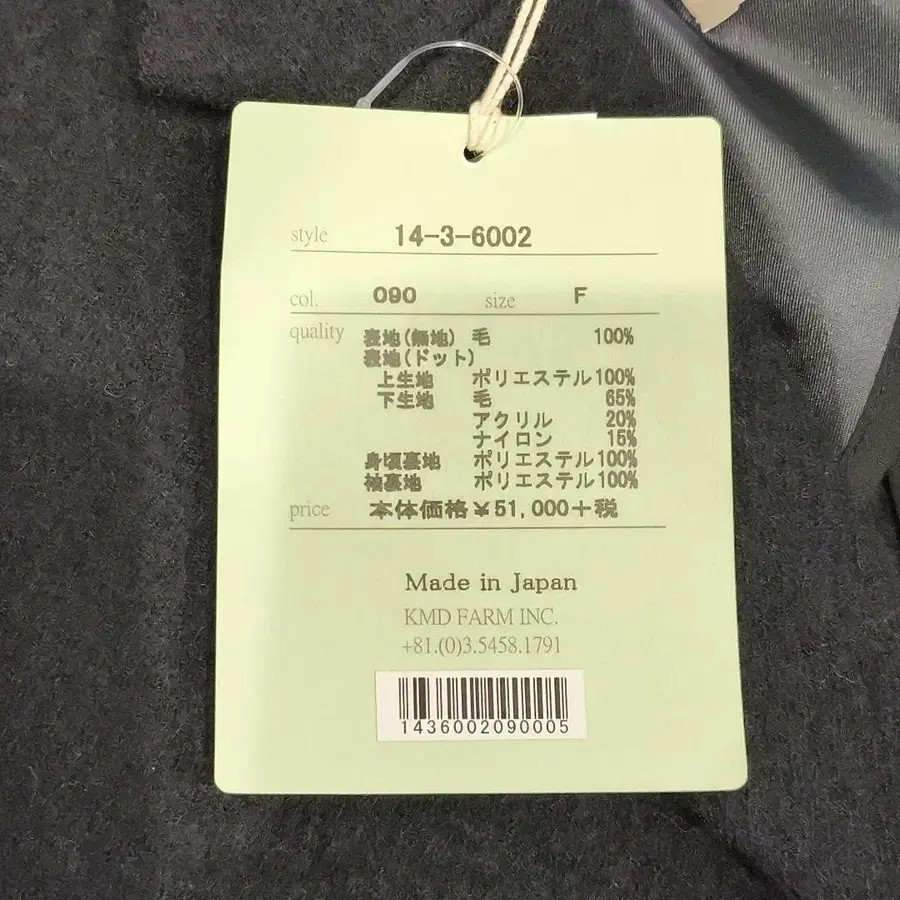 style 14-3-6002
col. 090 size F
quality 表地(無地) 毛 100%
表地(ドット)
上生地 ポリエステル100%
下生地 毛 65%
アクリル 20%
ナイロン 15%
身頃裏地 ポリエステル100%
袖裏地 ポリエステル100%
price 本体価格¥51,000+税
Made in Japan
KMD FARM INC.
+81.(0)3.5458.1791
1436002090005